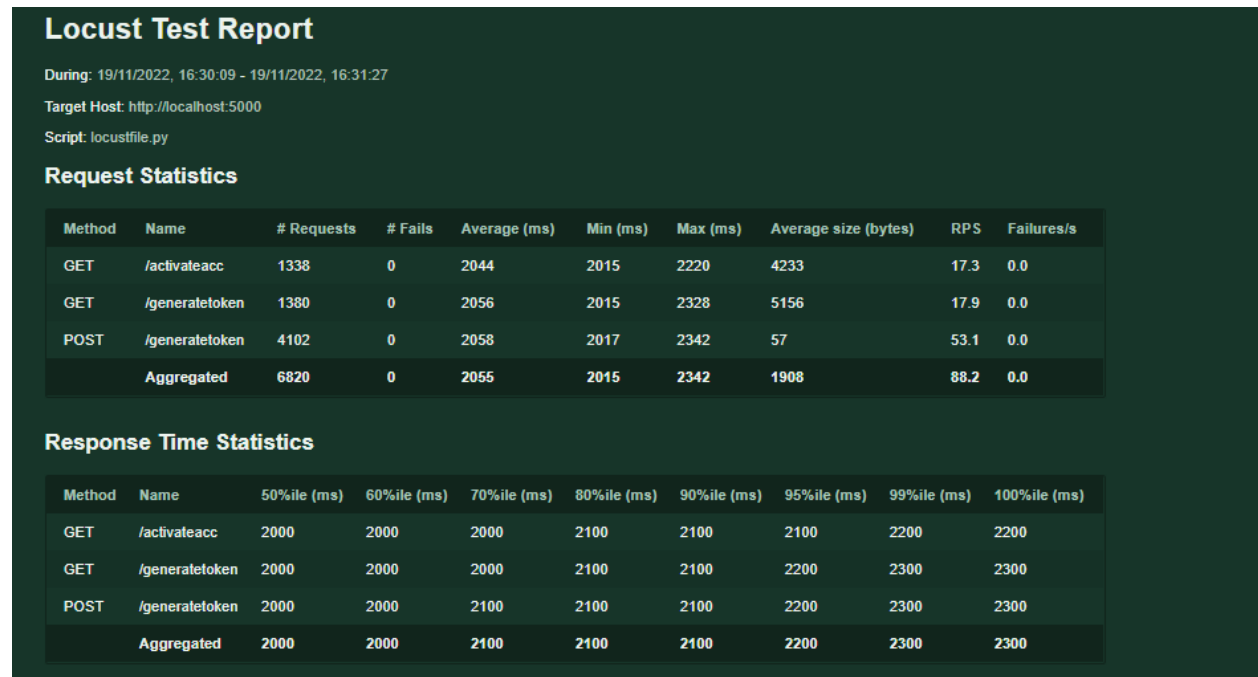 Locust Test Report
During: 19/11/2022, 16:30:09 - 19/11/2022, 16:31:27
Target Host: http://localhost:5000
Script: locustfile.py
Request Statistics
Method Name # Requests # Fails Average (ms) Min (ms) Max (ms) Average size (bytes) RPS Failures/s
GET /activateacc 1338 0 2044 2015 2220 4233 17.3 0.0
GET /generatetoken 1380 0 2056 2015 2328 5156 17.9 0.0
POST /generatetoken 4102 0 2058 2017 2342 57 53.1 0.0
Aggregated 6820 0 2055 2015 2342 1908 88.2 0.0
Response Time Statistics
Method Name 50%ile (ms) 60%ile (ms) 70%ile (ms) 80%ile (ms) 90%ile (ms) 95%ile (ms) 99%ile (ms) 100%ile (ms)
GET /activateacc 2000 2000 2000 2100 2100 2100 2200 2200
GET /generatetoken 2000 2000 2000 2100 2100 2200 2300 2300
POST /generatetoken 2000 2000 2100 2100 2100 2200 2300 2300
Aggregated 2000 2000 2100 2100 2100 2200 2300 2300